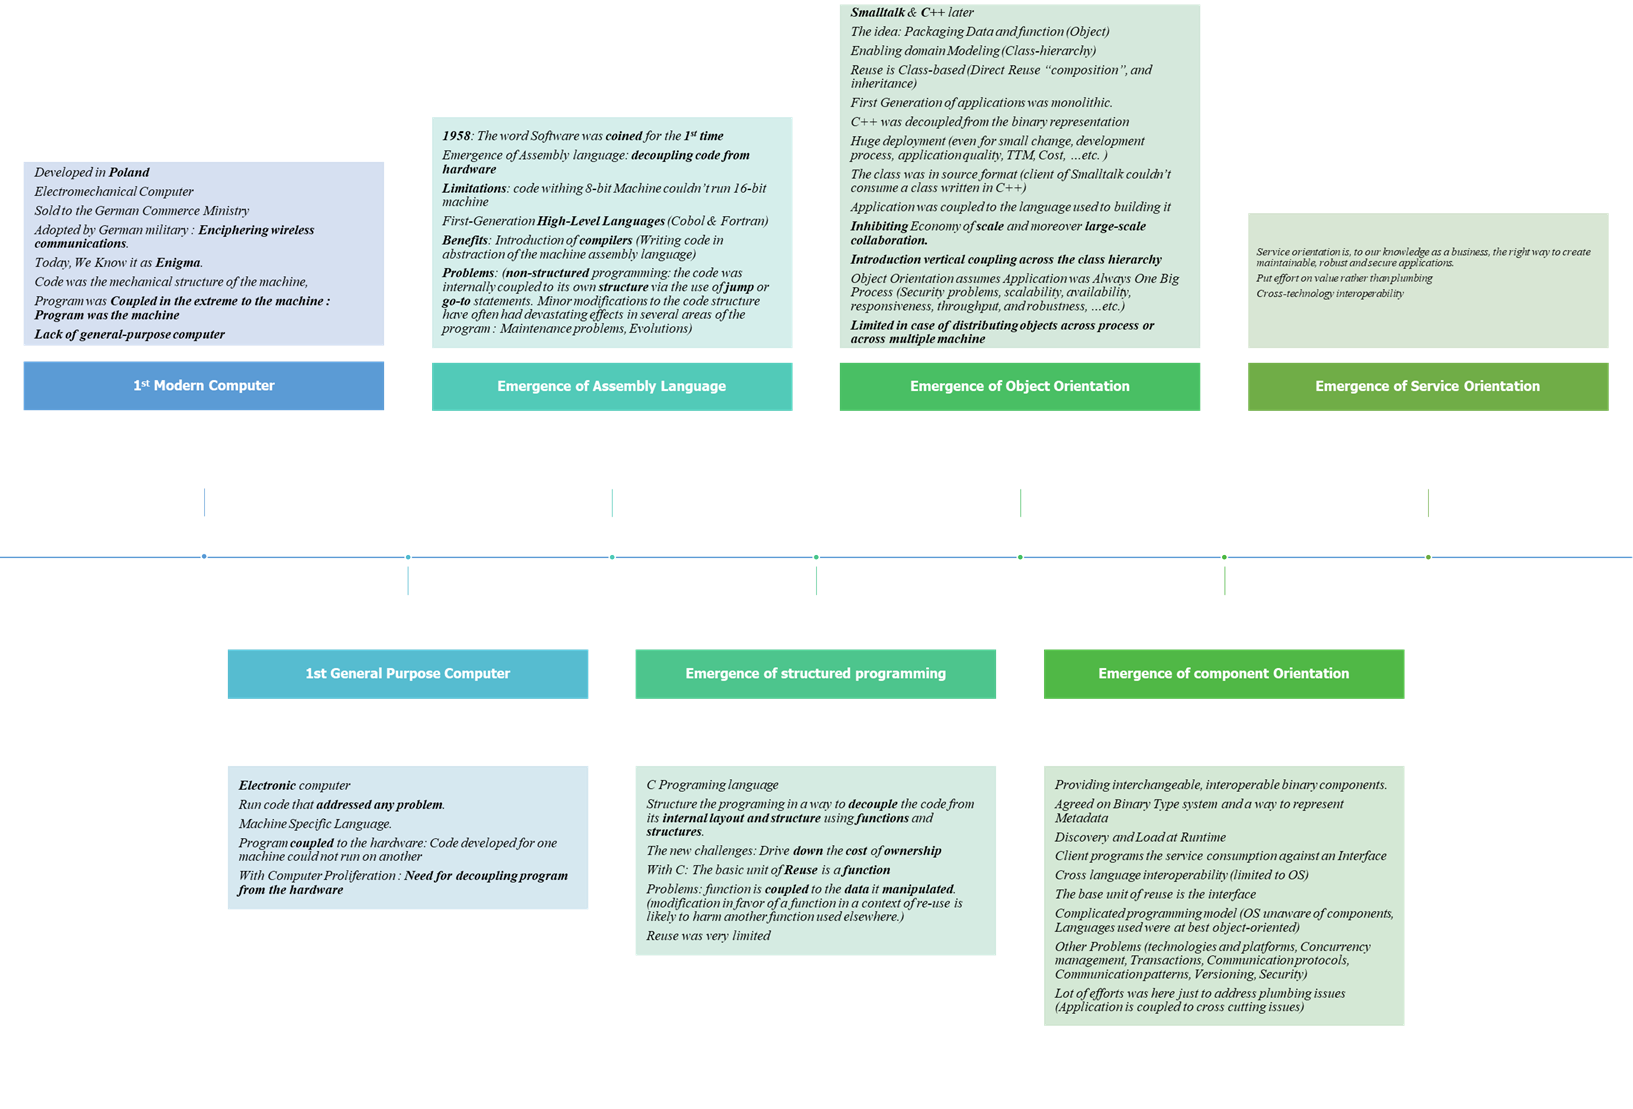 Developed in Poland
Electromechanical Computer
Sold to the German Commerce Ministry
Adopted by German military : Enciphering wireless
communications.
Today, We Know it as Enigma.
Code was the mechanical structure of the machine,
Program was Coupled in the extreme to the machine :
Program was the machine
Lack of general-purpose computer
1st Modern Computer
Electronic computer
Run code that addressed any problem.
Machine Specific Language.
Program coupled to the hardware: Code developed for one
machine could not run on another
With Computer Proliferation : Need for decoupling program
from the hardware
1st General Purpose Computer
1958: The word Software was coined for the 1st time
Emergence of Assembly language: decoupling code from
hardware
Limitations: code withing 8-bit Machine couldn't run 16-bit
machine
First-Generation High-Level Languages (Cobol & Fortran)
Benefits: Introduction of compilers (Writing code in
abstraction of the machine assembly language)
Problems: (non-structured programming: the code was
internally coupled to its own structure via the use of jump or
go-to statements. Minor modifications to the code structure
have often had devastating effects in several areas of the
program : Maintenance problems, Evolutions)
Emergence of Assembly Language
Emergence of structured programming
C Programing language
Structure the programing in a way to decouple the code from
its internal layout and structure using functions and
structures.
The new challenges: Drive down the cost of ownership
With C: The basic unit of Reuse is a function
Problems: function is coupled to the data it manipulated.
(modification in favor of a function in a context of re-use is
likely to harm another function used elsewhere.)
Reuse was very limited
Smalltalk & C++ later
The idea: Packaging Data and function (Object)
Enabling domain Modeling (Class-hierarchy)
Reuse is Class-based (Direct Reuse “composition”, and
inheritance)
First Generation of applications was monolithic.
C++ was decoupled from the binary representation
Huge deployment (even for small change, development
process, application quality, TTM, Cost, …etc. )
The class was in source format (client of Smalltalk couldn't
consume a class written in C++)
Application was coupled to the language used to building it
Inhibiting Economy of scale and moreover large-scale
collaboration.
Introduction vertical coupling across the class hierarchy
Object Orientation assumes Application was Always One Big
Process (Security problems, scalability, availability,
responsiveness, throughput, and robustness, …etc.)
Limited in case of distributing objects across process or
across multiple machine
Emergence of Object Orientation
Emergence of component Orientation
Providing interchangeable, interoperable binary components.
Agreed on Binary Type system and a way to represent
Metadata
Discovery and Load at Runtime
Client programs the service consumption against an Interface
Cross language interoperability (limited to OS)
The base unit of reuse is the interface
Complicated programming model (OS unaware of components,
Languages used were at best object-oriented)
Other Problems (technologies and platforms, Concurrency
management, Transactions, Communication protocols,
Communication patterns, Versioning, Security)
Lot of efforts was here just to address plumbing issues
(Application is coupled to cross cutting issues)
Service orientation is, to our knowledge as a business, the right way to create
maintainable, robust and secure applications.
Put effort on value rather than plumbing
Cross-technology interoperability
Emergence of Service Orientation